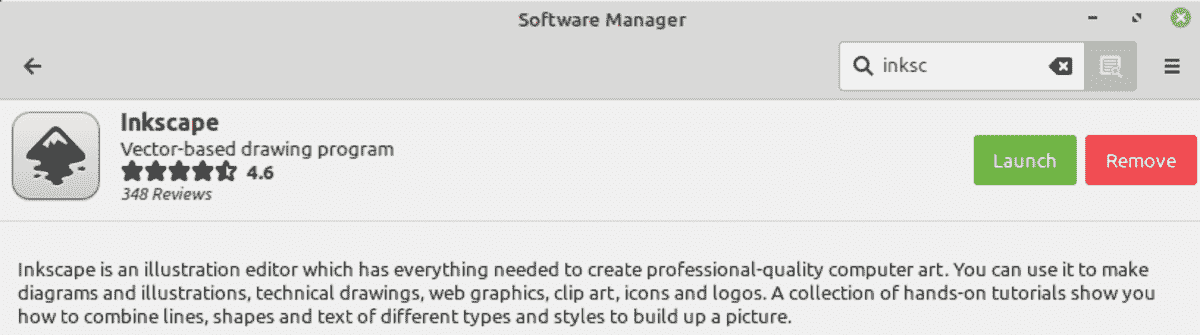 Software Manager
inksc
Inkscape
Vector-based drawing program
4.6
348 Reviews
Launch
Remove
Inkscape is an illustration editor which has everything needed to create professional-quality computer art. You can use it to make
diagrams and illustrations, technical drawings, web graphics, clip art, icons and logos. A collection of hands-on tutorials show you
how to combine lines, shapes and text of different types and styles to build up a picture.